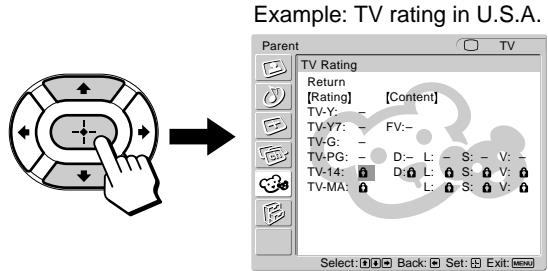 Example: TV rating in U.S.A.
Parent TV
TV Rating
Return
[Rating] [Content]
TV-Y: –
TV-Y7: – FV:–
TV-G: –
TV-PG: – D:– L: – S: – V: –
TV-14: D: L: S: V:
TV-MA: L: S: V:
Select: Back: Set: Exit: MENU